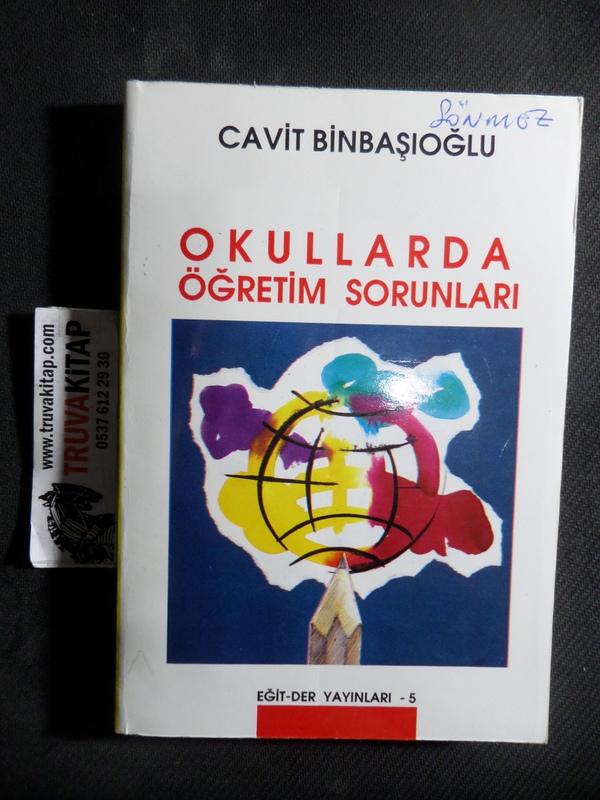 SÖNMEZ
CAVİT BİNBAŞIOĞLU
OKULLARDA
ÖĞRETİM SORUNLARI
EĞİT-DER YAYINLARI - 5
www.truvakitap.com
TRUVAKİTAP
0537 612 29 30